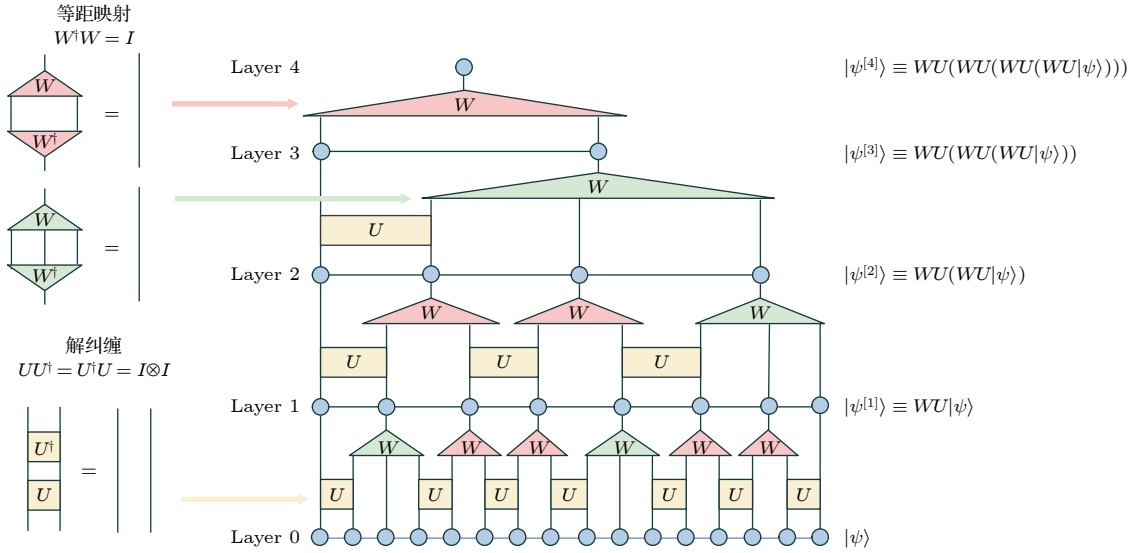 等距映射
W†W = I
W
=
W†
W
=
W†
解纠缠
UU† = U†U = I⊗I
U†
=
U
Layer 4
|ψ[4]⟩ ≡ WU(WU(WU(WU|ψ⟩)))
W
Layer 3
|ψ[3]⟩ ≡ WU(WU(WU|ψ⟩))
W
U
Layer 2
|ψ[2]⟩ ≡ WU(WU|ψ⟩)
W W W
U U U
Layer 1
|ψ[1]⟩ ≡ WU|ψ⟩
W W W W W W
U U U U U U U
Layer 0
|ψ⟩